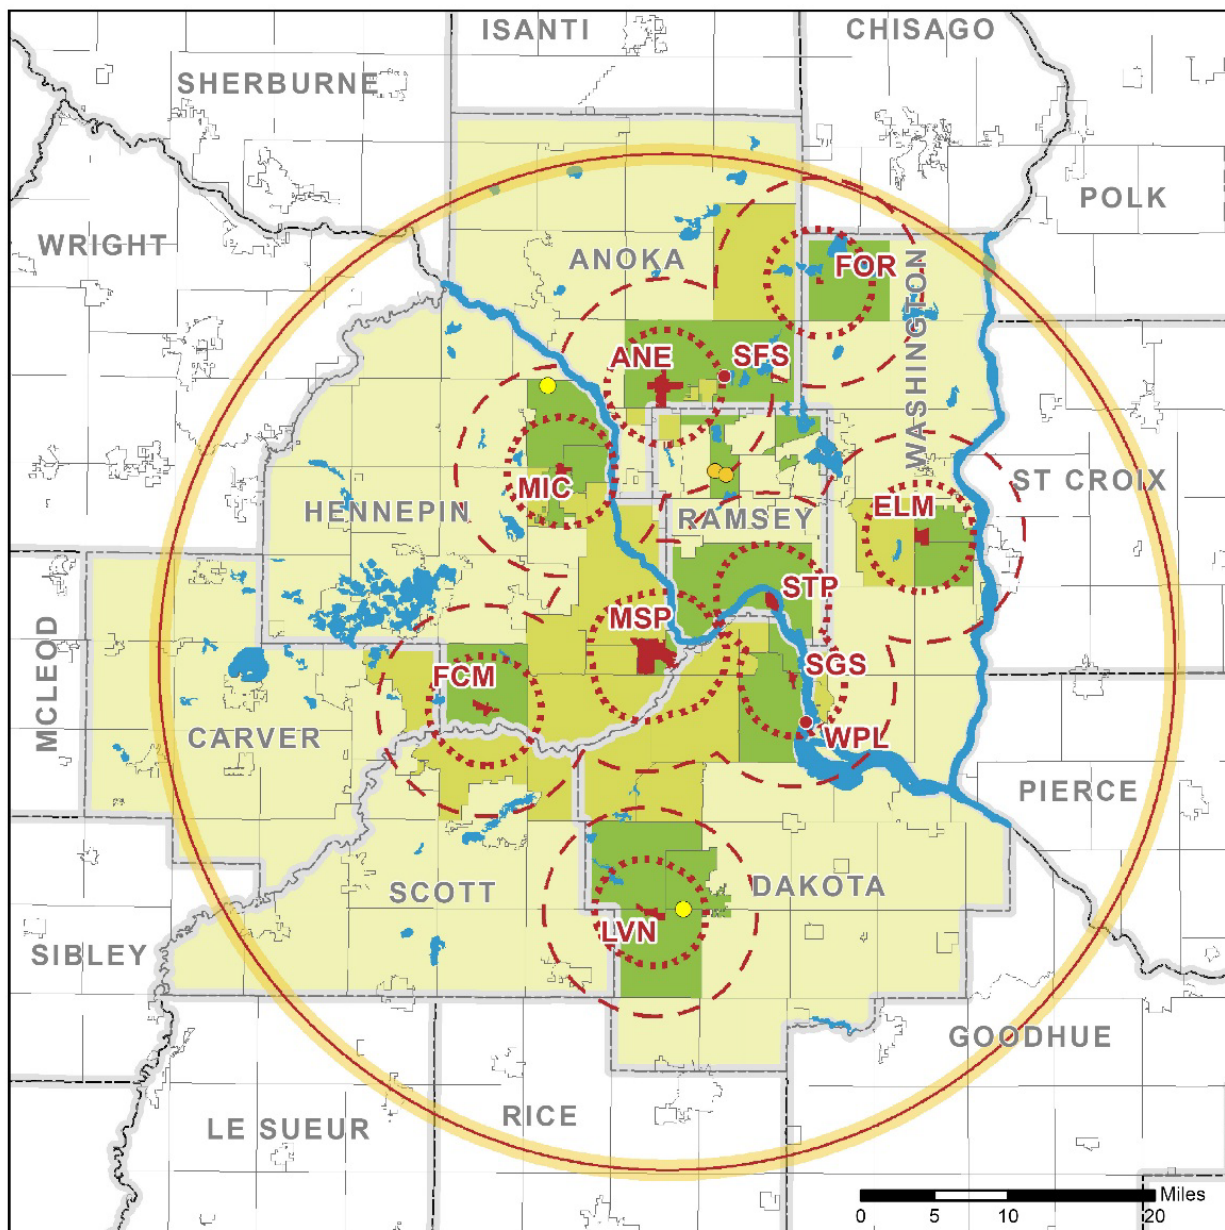 ISANTI
CHISAGO
SHERBURNE
POLK
WRIGHT
ANOKA
FOR
WASHINGTON
ANE
SFS
ST CROIX
MIC
HENNEPIN
RAMSEY
ELM
STP
MSP
MCLEOD
FCM
SGS
CARVER
WPL
PIERCE
SCOTT
DAKOTA
LVN
SIBLEY
GOODHUE
RICE
LE SUEUR
Miles
0 5 10 20